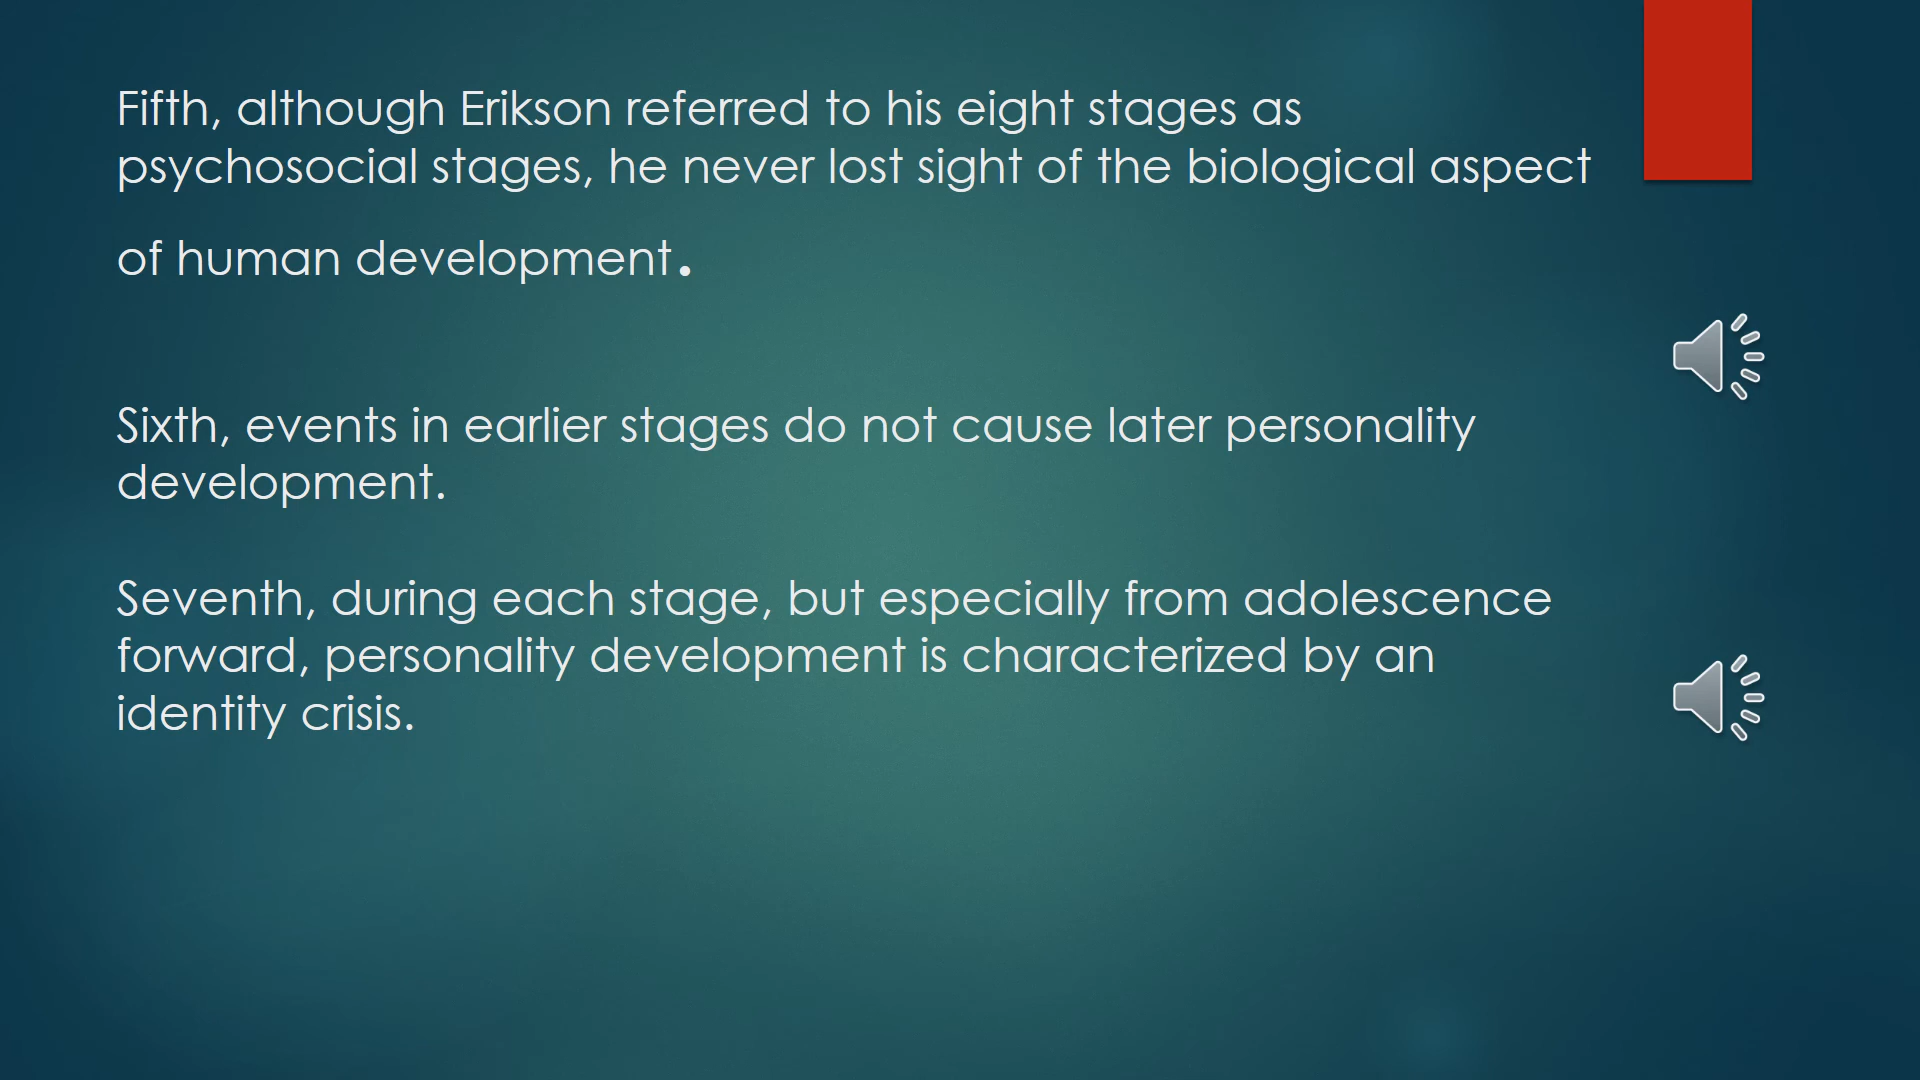 Fifth, although Erikson referred to his eight stages as
psychosocial stages, he never lost sight of the biological aspect
of human development.
Sixth, events in earlier stages do not cause later personality
development.
Seventh, during each stage, but especially from adolescence
forward, personality development is characterized by an
identity crisis.